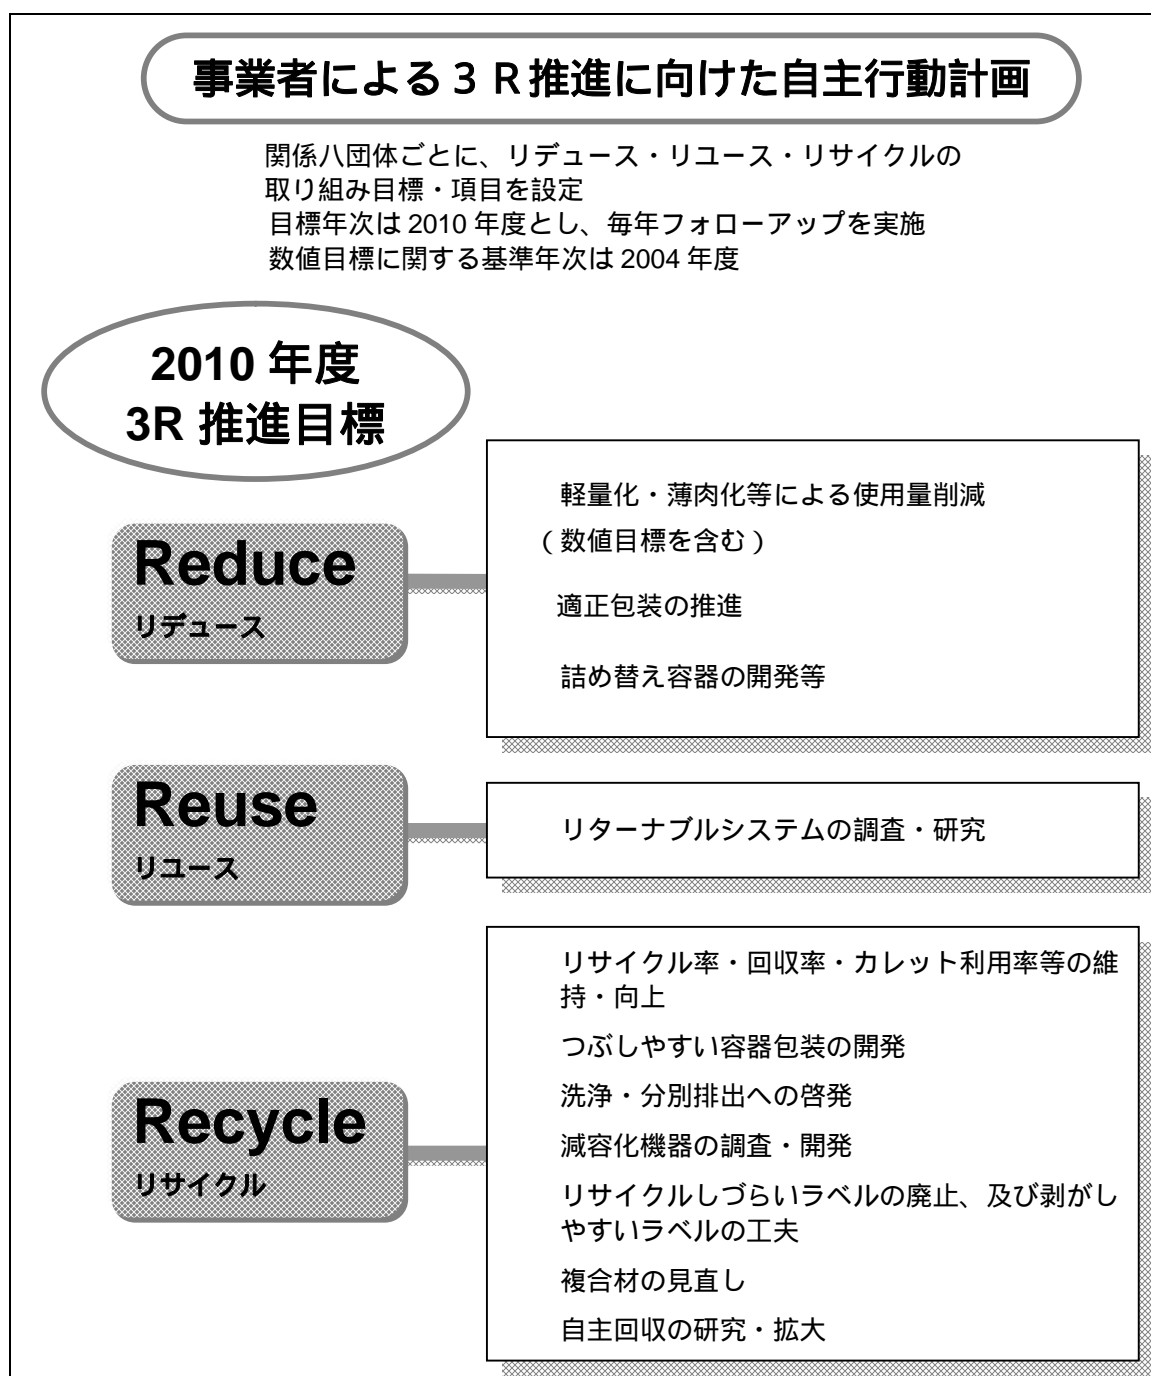 事業者による３Ｒ推進に向けた自主行動計画
関係八団体ごとに、リデュース・リユース・リサイクルの
取り組み目標・項目を設定
目標年次は 2010 年度とし、毎年フォローアップを実施
数値目標に関する基準年次は 2004 年度
2010 年度
3R 推進目標
Reduce
リデュース
軽量化・薄肉化等による使用量削減
（数値目標を含む）
適正包装の推進
詰め替え容器の開発等
Reuse
リユース
リターナブルシステムの調査・研究
Recycle
リサイクル
リサイクル率・回収率・カレット利用率等の維
持・向上
つぶしやすい容器包装の開発
洗浄・分別排出への啓発
減容化機器の調査・開発
リサイクルしづらいラベルの廃止、及び剥がし
やすいラベルの工夫
複合材の見直し
自主回収の研究・拡大